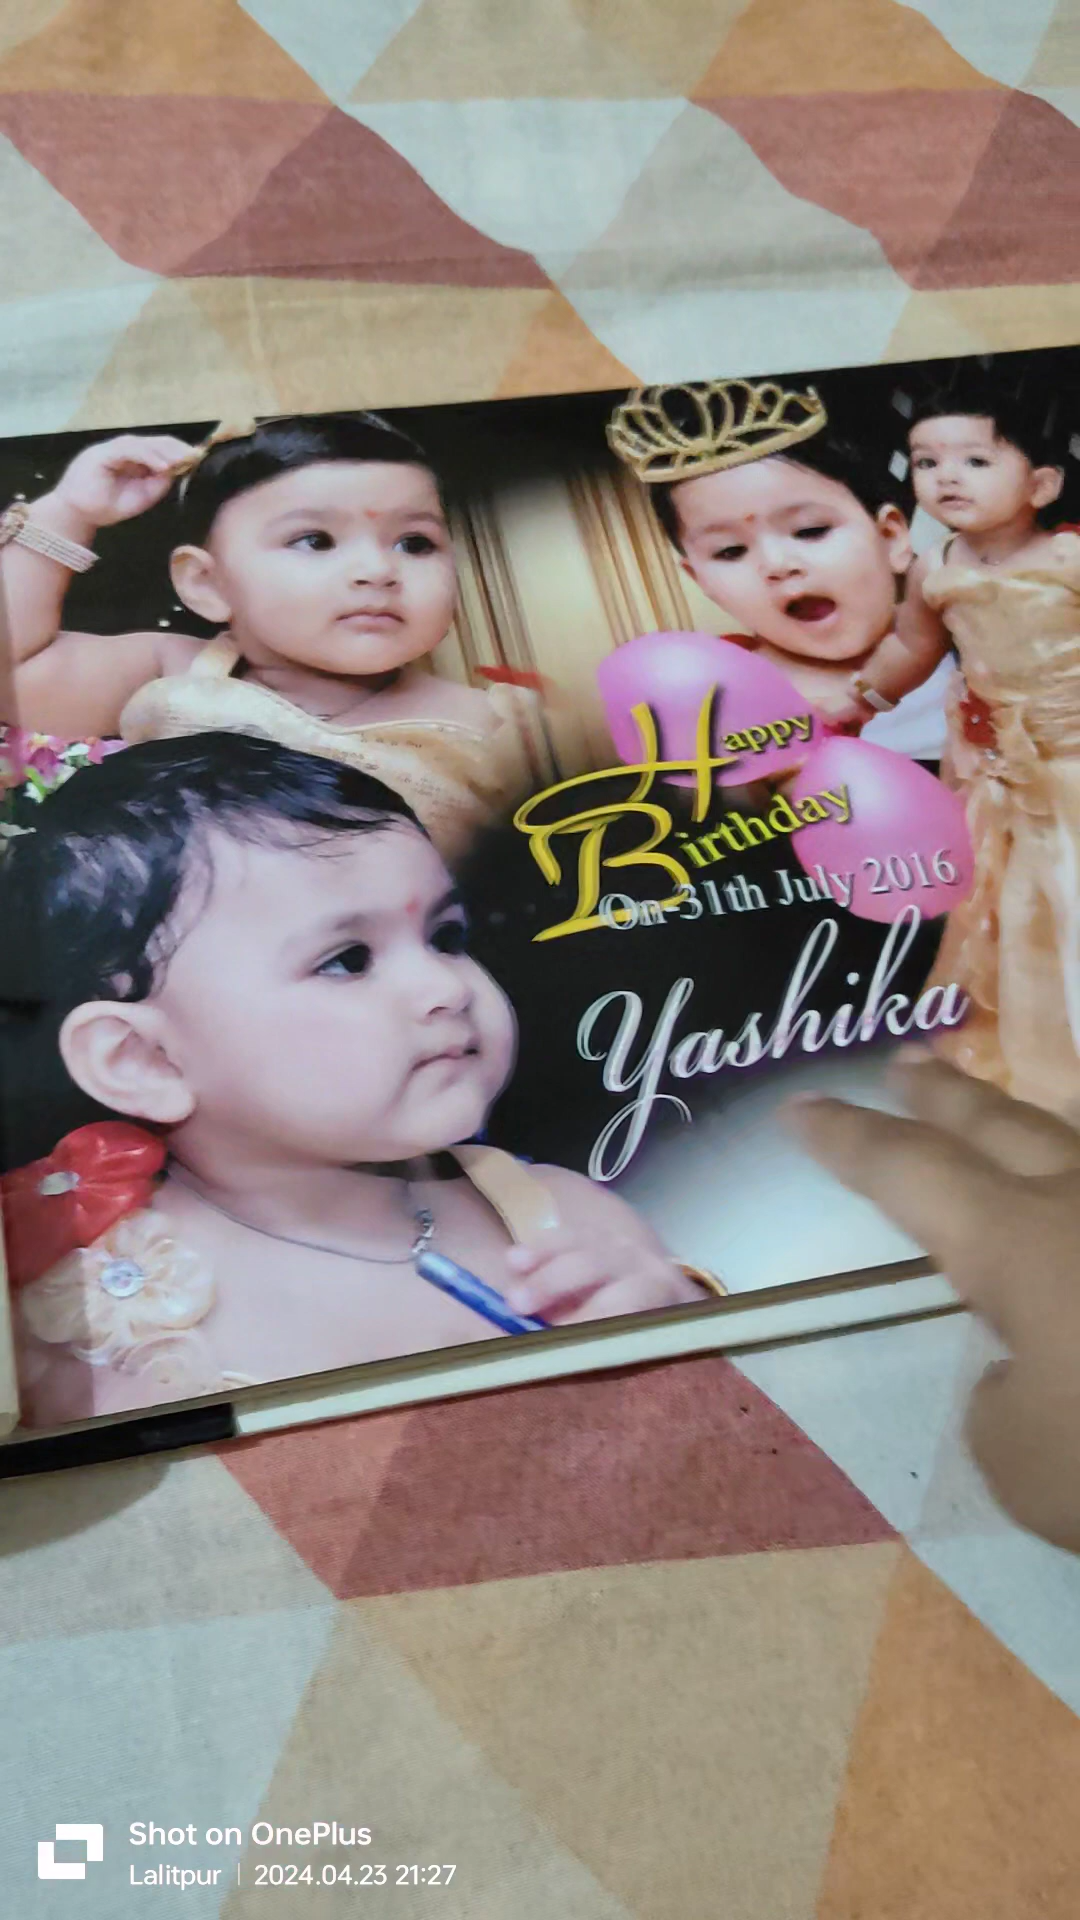 Happy
Birthday
On-31th July 2016
Yashika
Shot on OnePlus
Lalitpur | 2024.04.23 21:27